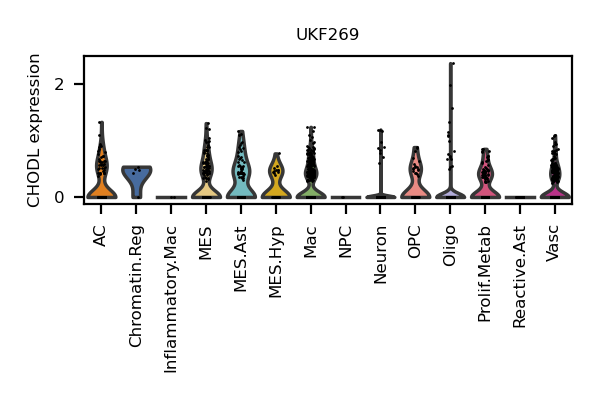 UKF269
CHODL expression
2
0
AC
Chromatin.Reg
Inflammatory.Mac
MES
MES.Ast
MES.Hyp
Mac
NPC
Neuron
OPC
Oligo
Prolif.Metab
Reactive.Ast
Vasc